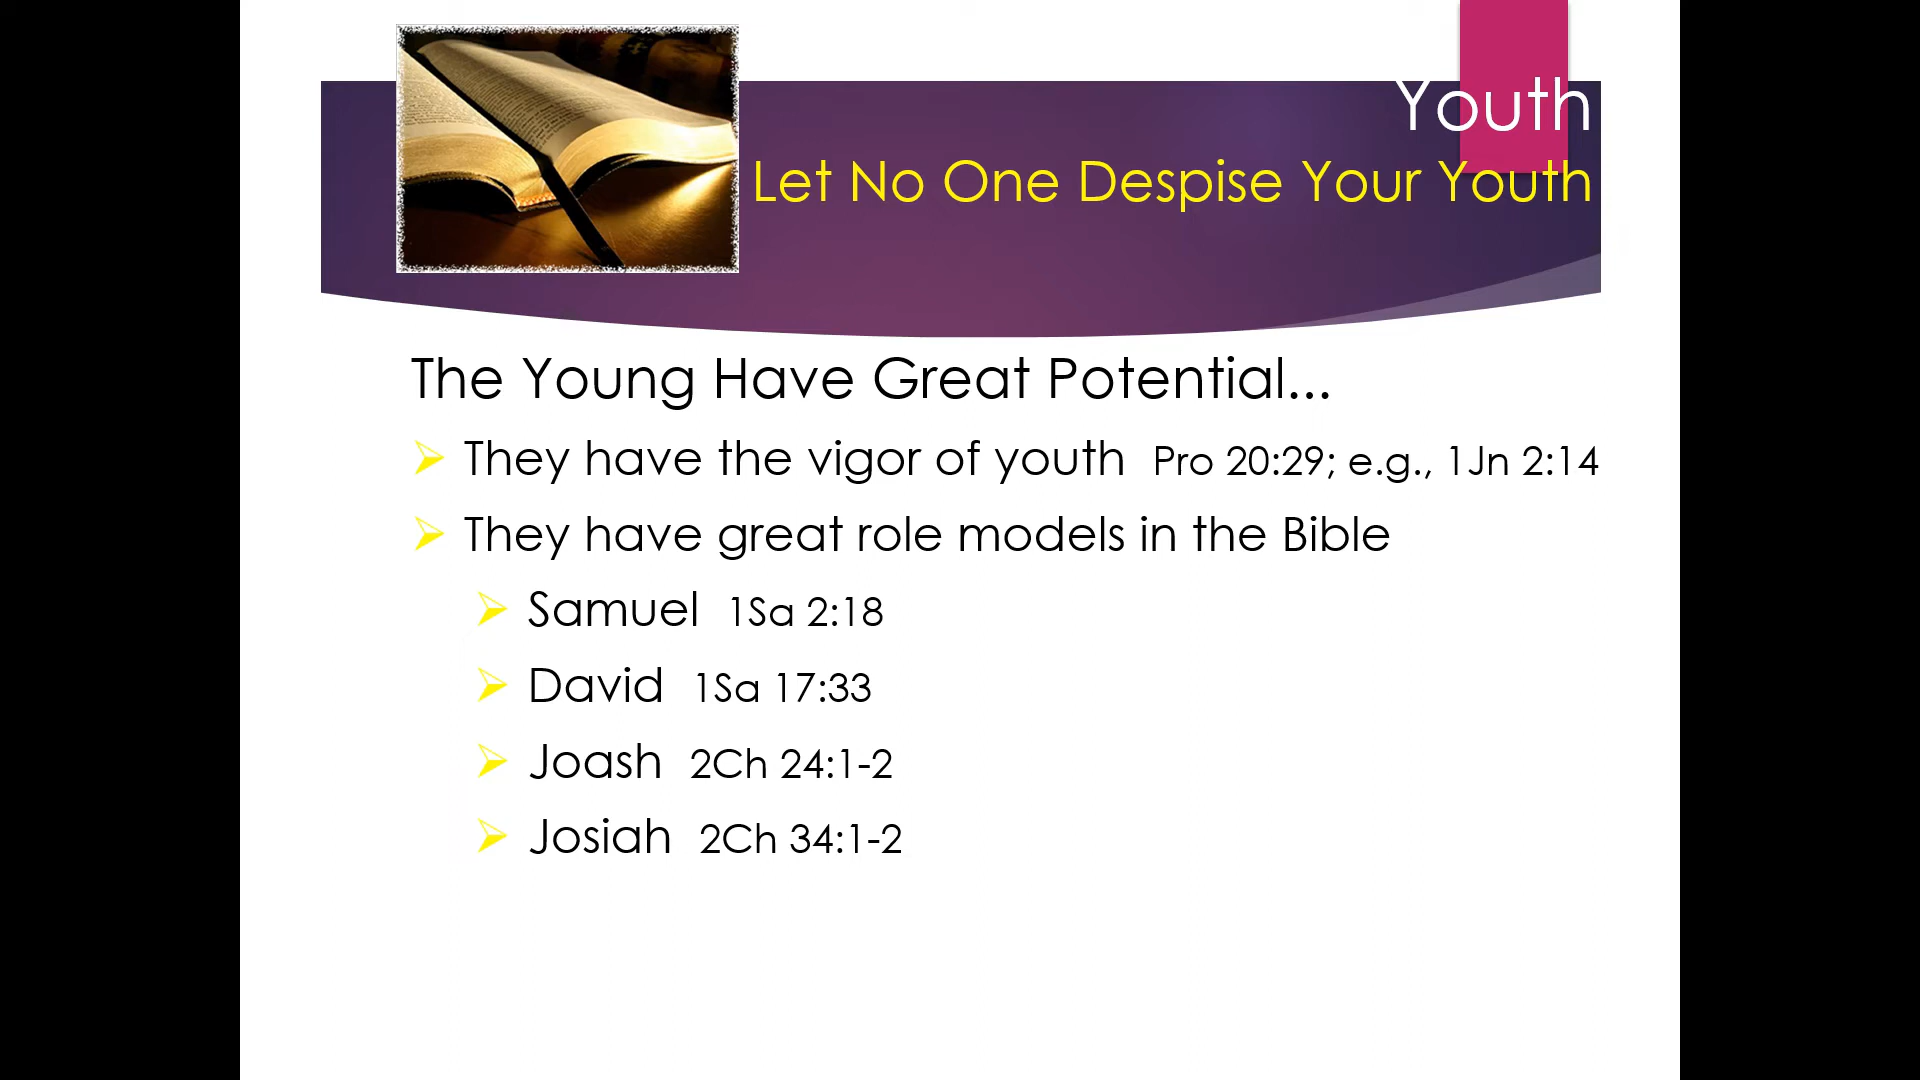 Youth
Let No One Despise Your Youth
The Young Have Great Potential...
They have the vigor of youth Pro 20:29; e.g., 1Jn 2:14
They have great role models in the Bible
Samuel 1Sa 2:18
David 1Sa 17:33
Joash 2Ch 24:1-2
Josiah 2Ch 34:1-2